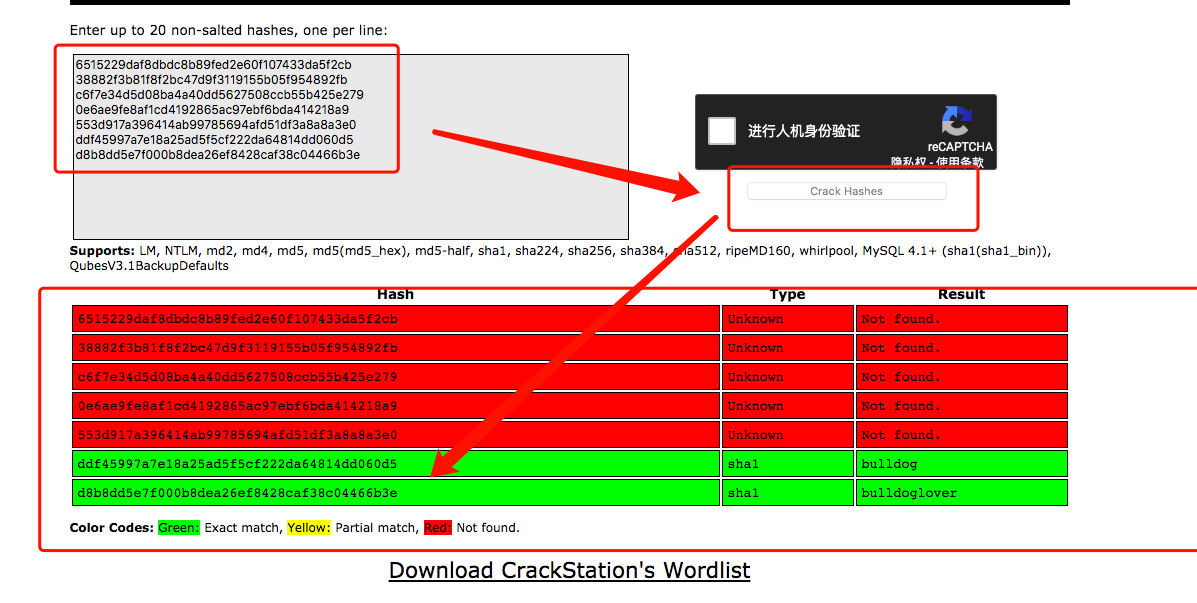 Enter up to 20 non-salted hashes, one per line:
6515229daf8dbdc8b89fed2e60f107433da5f2cb
38882f3b81f8f2bc47d9f3119155b05f954892fb
c6f7e34d5d08ba4a40dd5627508ccb55b425e279
0e6ae9fe8af1cd4192865ac97ebf6bda414218a9
553d917a396414ab99785694afd51df3a8a8a3e0
ddf45997a7e18a25ad5f5cf222da64814dd060d5
d8b8dd5e7f000b8dea26ef8428caf38c04466b3e
进行人机身份验证
reCAPTCHA
隐私权 - 使用条款
Crack Hashes
Supports: LM, NTLM, md2, md4, md5, md5(md5_hex), md5-half, sha1, sha224, sha256, sha384, sha512, ripeMD160, whirlpool, MySQL 4.1+ (sha1(sha1_bin)),
QubesV3.1BackupDefaults
Hash Type Result
6515229daf8dbdc8b89fed2e60f107433da5f2cb Unknown Not found.
38882f3b81f8f2bc47d9f3119155b05f954892fb Unknown Not found.
c6f7e34d5d08ba4a40dd5627508ccb55b425e279 Unknown Not found.
0e6ae9fe8af1cd4192865ac97ebf6bda414218a9 Unknown Not found.
553d917a396414ab99785694afd51df3a8a8a3e0 Unknown Not found.
ddf45997a7e18a25ad5f5cf222da64814dd060d5 sha1 bulldog
d8b8dd5e7f000b8dea26ef8428caf38c04466b3e sha1 bulldoglover
Color Codes: Green: Exact match, Yellow: Partial match, Red: Not found.
Download CrackStation's Wordlist